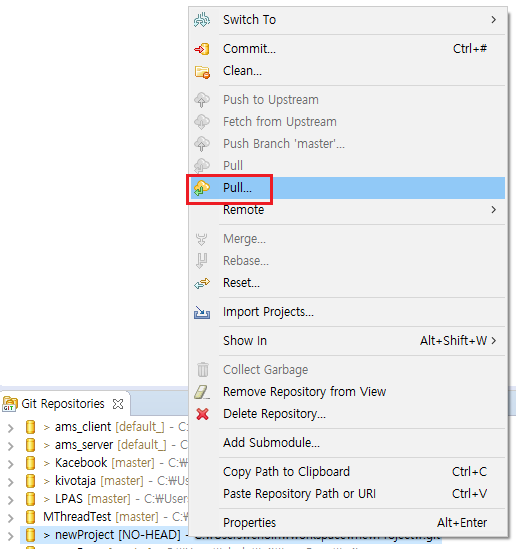 Switch To
Commit... Ctrl+#
Clean...
Push to Upstream
Fetch from Upstream
Push Branch 'master'...
Pull
Pull...
Remote
Merge...
Rebase...
Reset...
Import Projects...
Show In Alt+Shift+W
Collect Garbage
Remove Repository from View
Delete Repository...
Add Submodule...
Copy Path to Clipboard Ctrl+C
Paste Repository Path or URI Ctrl+V
Properties Alt+Enter
GIT Git Repositories
> ams_client [default_] - C:
> ams_server [default_] - C:
> Kacebook [master] - C:₩
> kivotaja [master] - C:₩Use
> LPAS [master] - C:₩Users
MThreadTest [master] - C:₩
> newProject [NO-HEAD] -